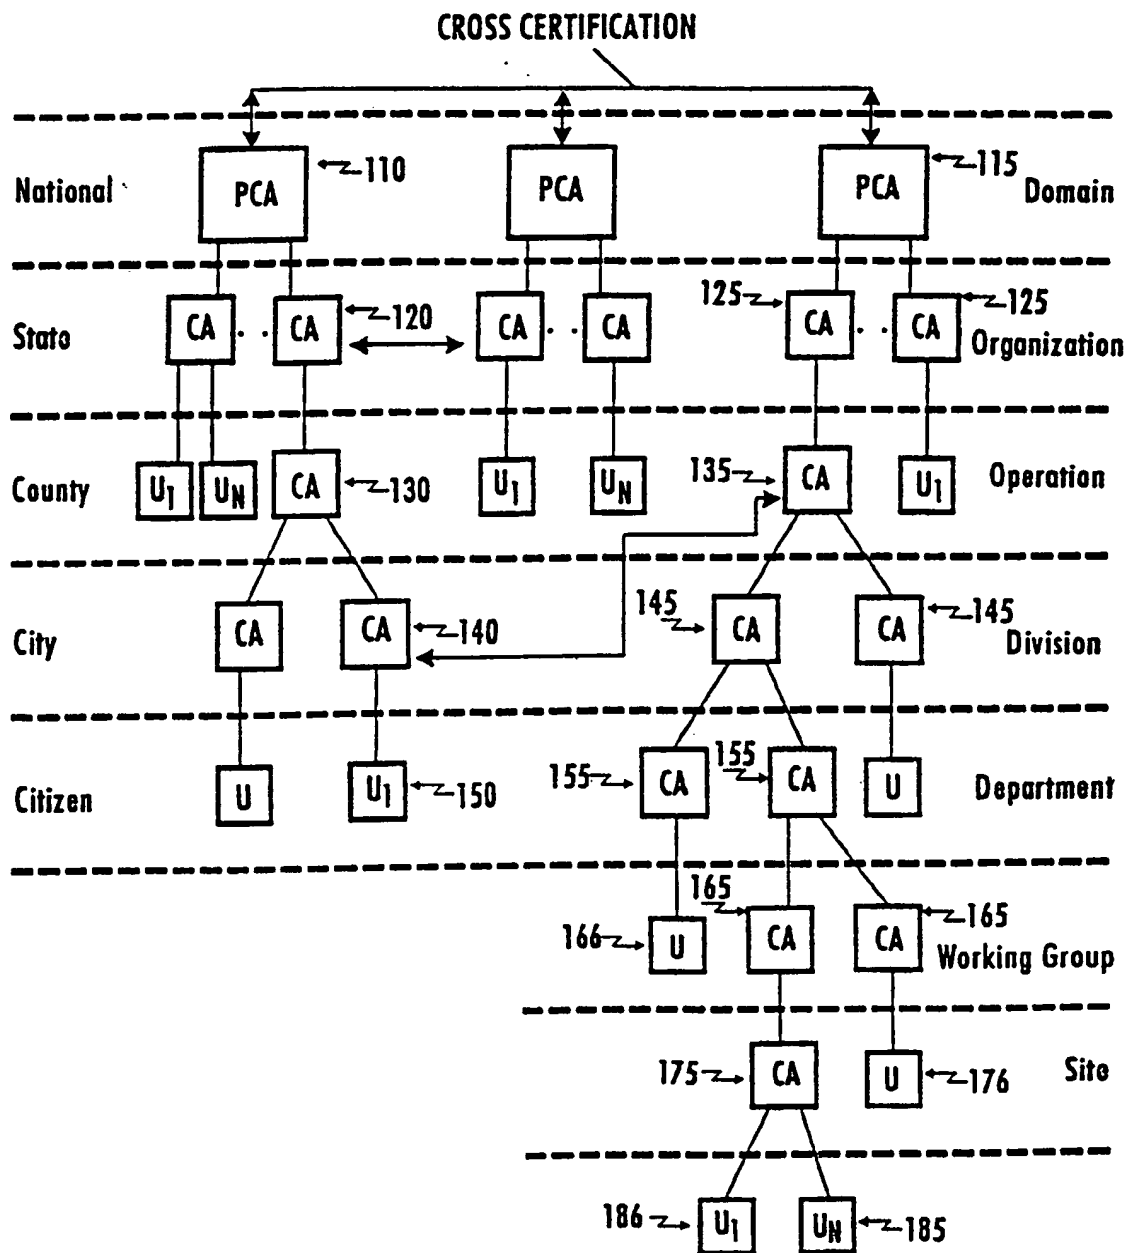 CROSS CERTIFICATION
National PCA 110 PCA PCA 115 Domain
State CA . . CA 120 CA . . CA 125 CA . . CA 125 Organization
County U1 UN CA 130 U1 UN 135 CA U1 Operation
City CA CA 140 145 CA CA 145 Division
Citizen U U1 150 155 CA 155 CA U Department
166 U 165 CA CA 165 Working Group
175 CA U 176 Site
186 U1 UN 185